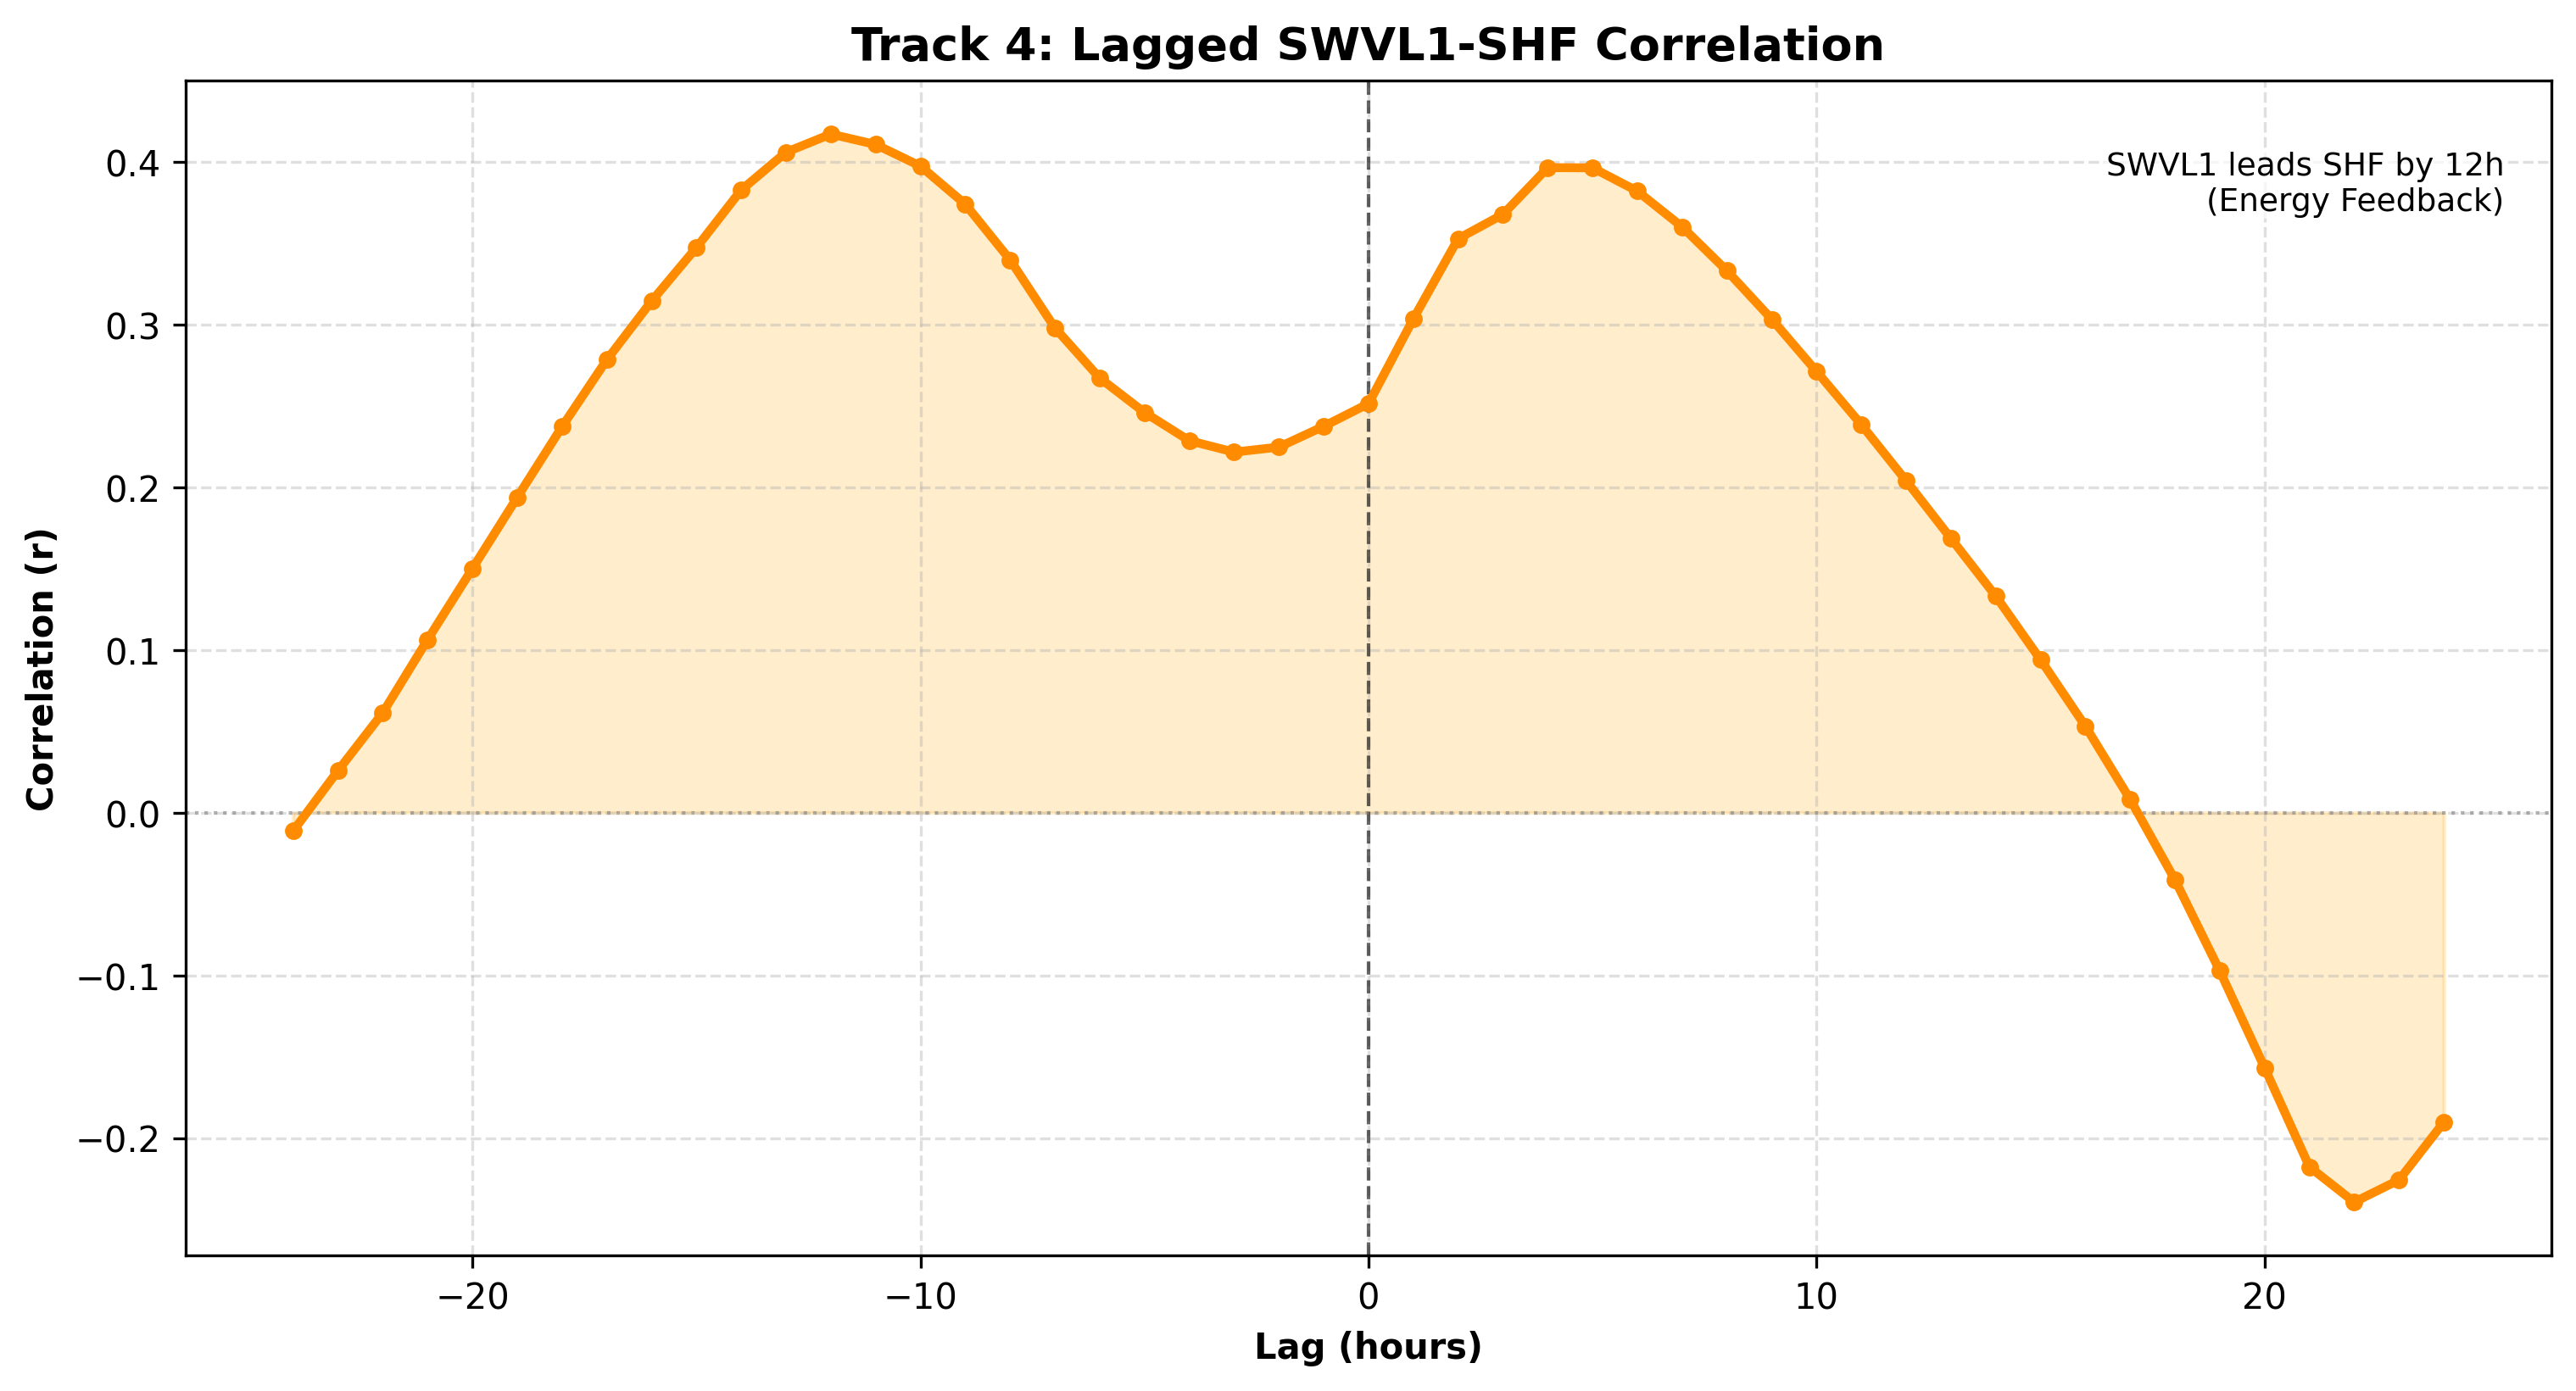 Track 4: Lagged SWVL1-SHF Correlation
SWVL1 leads SHF by 12h
(Energy Feedback)
Correlation (r)
0.4
0.3
0.2
0.1
0.0
−0.1
−0.2
−20
−10
0
10
20
Lag (hours)